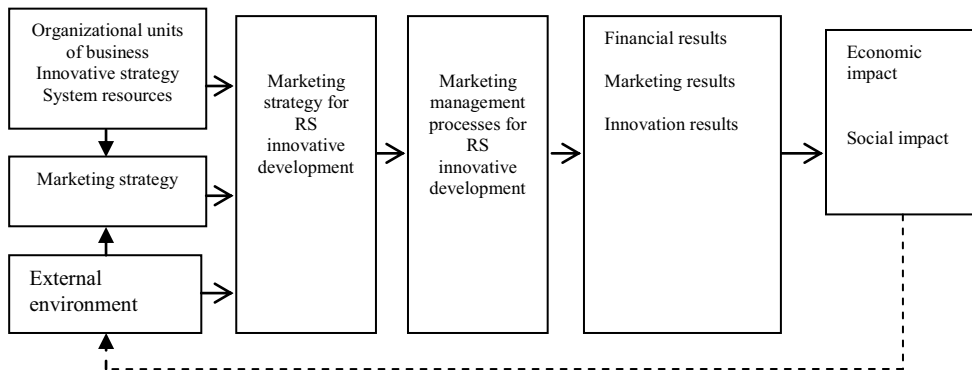 Organizational units
of business
Innovative strategy
System resources
Marketing strategy
External
environment
Marketing
strategy for
RS
innovative
development
Marketing
management
processes for
RS
innovative
development
Financial results
Marketing results
Innovation results
Economic
impact
Social impact